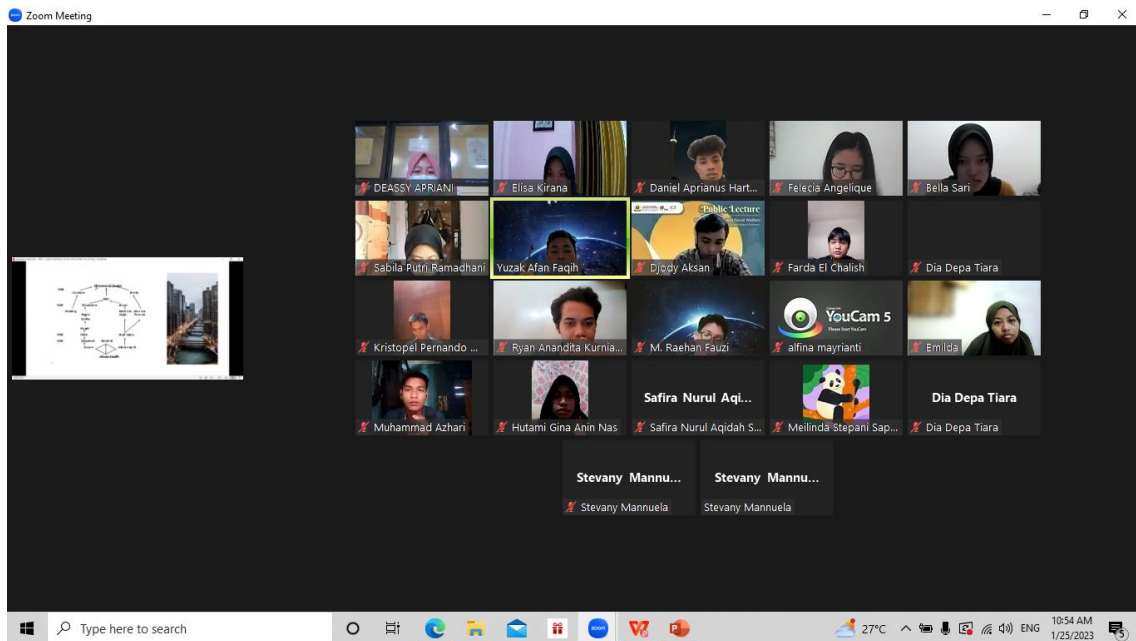 Zoom Meeting
DEASSY APRIANI
Elisa Kirana
Daniel Aprianus Hart...
Felecia Angelique
Bella Sari
Sabila Putri Ramadhani
Yuzak Afan Faqih
Public Lecture
Djody Aksan
Farda El Chalish
Dia Depa Tiara
Kristopel Pernando ...
Ryan Anandita Kurnia...
M. Raehan Fauzi
YouCam 5
alfina mayrianti
Emilda
Muhammad Azhari
Hutami Gina Anin Nas
Safira Nurul Aqi...
Safira Nurul Aqidah S...
Meilinda Stepani Sap...
Dia Depa Tiara
Dia Depa Tiara
Stevany Mannu...
Stevany Mannuela
Stevany Mannu...
Stevany Mannuela
Type here to search
zoom
27°C
ENG
10:54 AM
1/25/2023